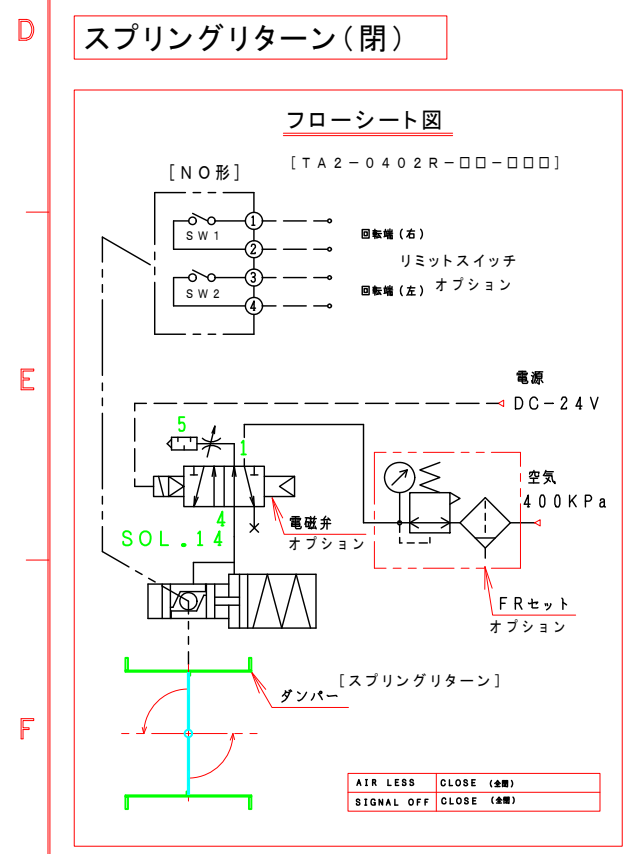 D
スプリングリターン(閉)
フローシート図
[TA2-0402R-□□-□□□]
[NO形]
1
SW1
2
回転端(右)
リミットスイッチ
3
SW2
回転端(左)
オプション
4
E
電源
DC-24V
5
1
空気
400KPa
4
電磁弁
SOL.14
オプション
FRセット
オプション
[スプリングリターン]
ダンパー
F
AIR LESS CLOSE (全閉)
SIGNAL OFF CLOSE (全閉)